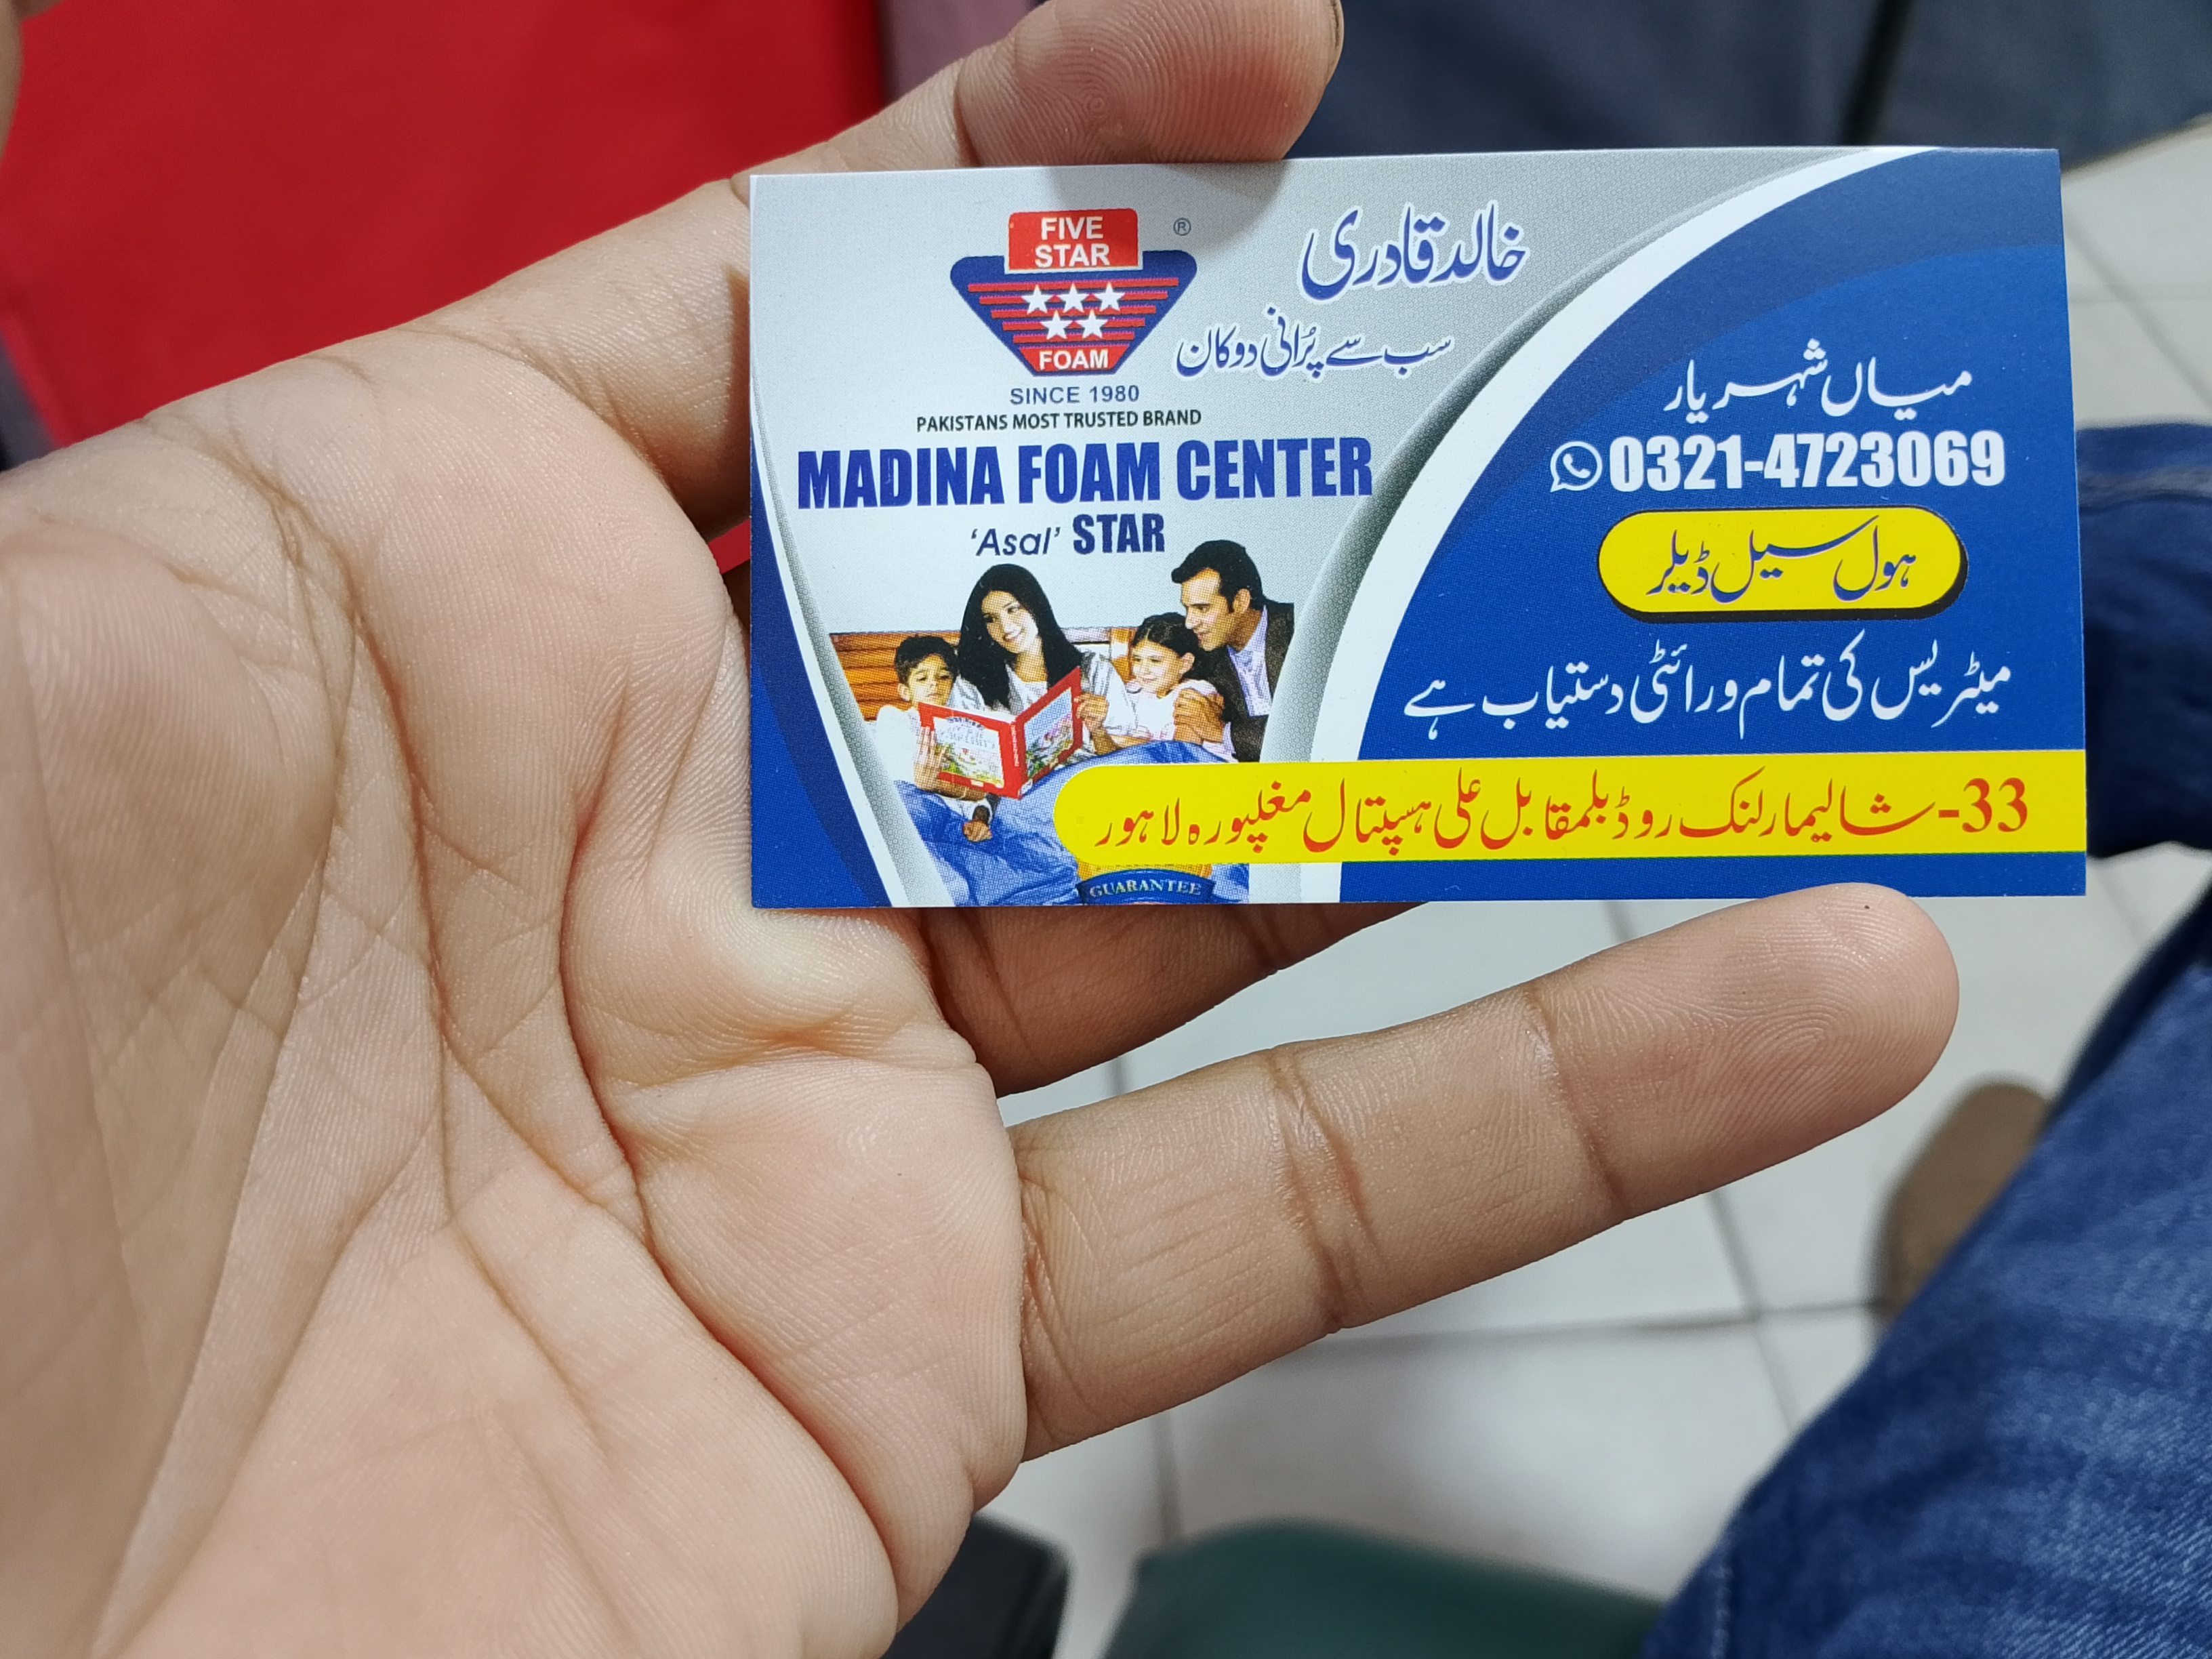 FIVE
STAR
®
FOAM
SINCE 1980
PAKISTANS MOST TRUSTED BRAND
MADINA FOAM CENTER
'Asal' STAR
خالد قادری
سب سے پُرانی دوکان
میاں شہریار
0321-4723069
ہول سیل ڈیلر
میٹریس کی تمام ورائٹی دستیاب ہے
33-شالیمار لنک روڈ بلمقابل علی ہسپتال مغلپورہ لاہور
GUARANTEE